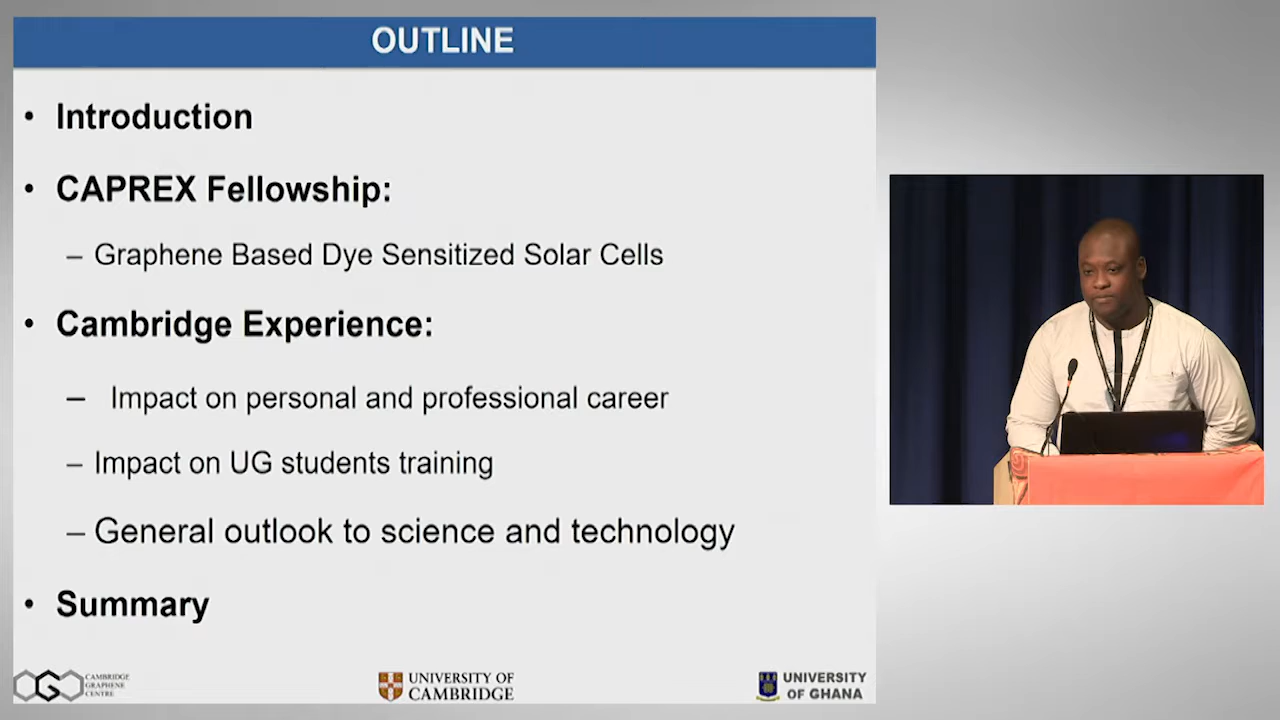 OUTLINE
• Introduction
• CAPREX Fellowship:
– Graphene Based Dye Sensitized Solar Cells
• Cambridge Experience:
– Impact on personal and professional career
– Impact on UG students training
– General outlook to science and technology
• Summary
CGC
CAMBRIDGE
GRAPHENE
CENTRE
UNIVERSITY OF
CAMBRIDGE
UNIVERSITY
OF GHANA